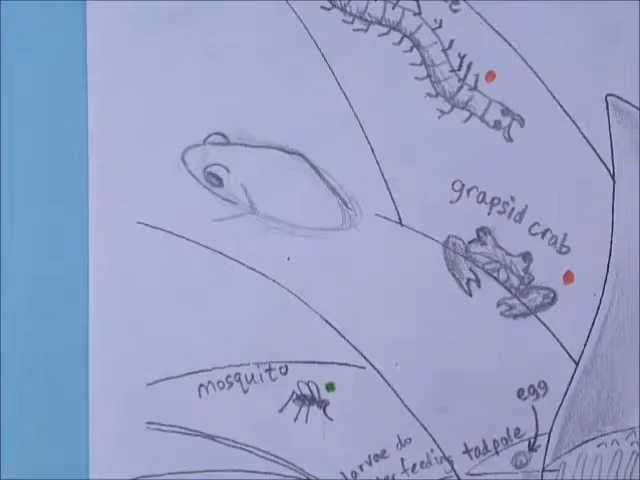 grapsid crab
mosquito
egg
tadpole
larvae do
feeding